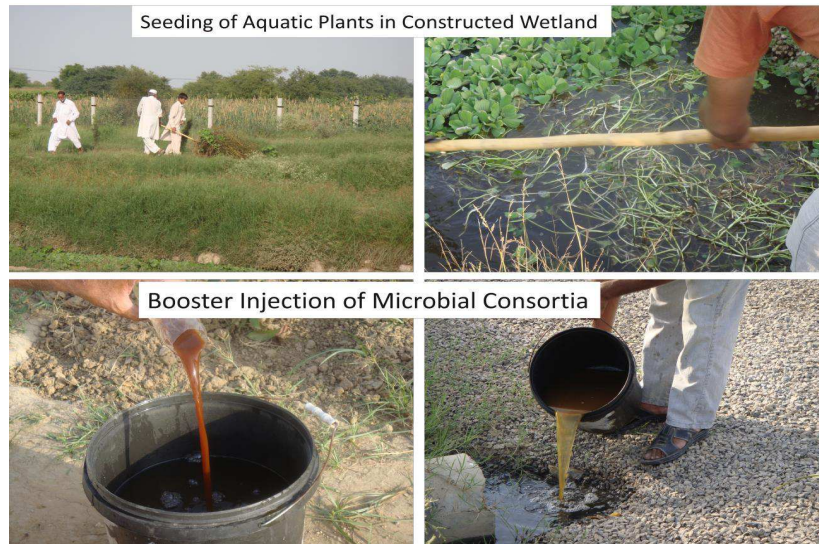 Seeding of Aquatic Plants in Constructed Wetland
Booster Injection of Microbial Consortia